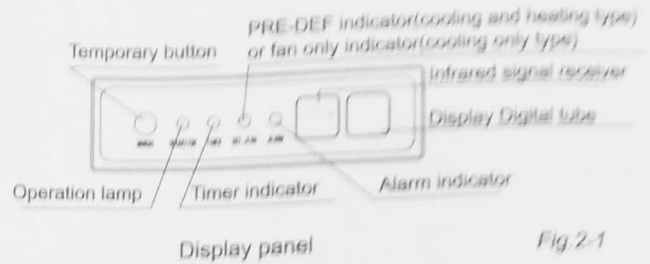 PRE-DEF indicator(cooling and heating type)
or fan only indicator(cooling only type)
Temporary button
Infrared signal receiver
Display Digital tube
Operation lamp
Timer indicator
Alarm indicator
Display panel
Fig.2-1